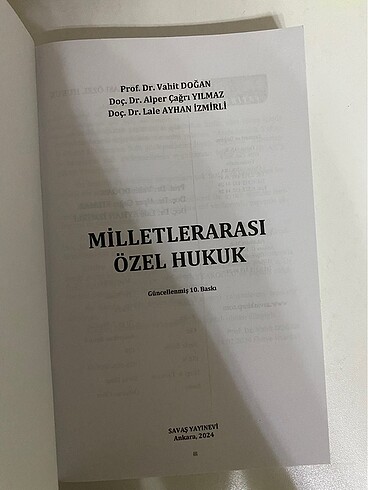 Prof. Dr. Vahit DOĞAN
Doç. Dr. Alper Çağrı YILMAZ
Doç. Dr. Lale AYHAN İZMİRLİ
MİLLETLERARASI
ÖZEL HUKUK
Güncellenmiş 10. Baskı
SAVAŞ YAYINEVİ
Ankara, 2024
iii